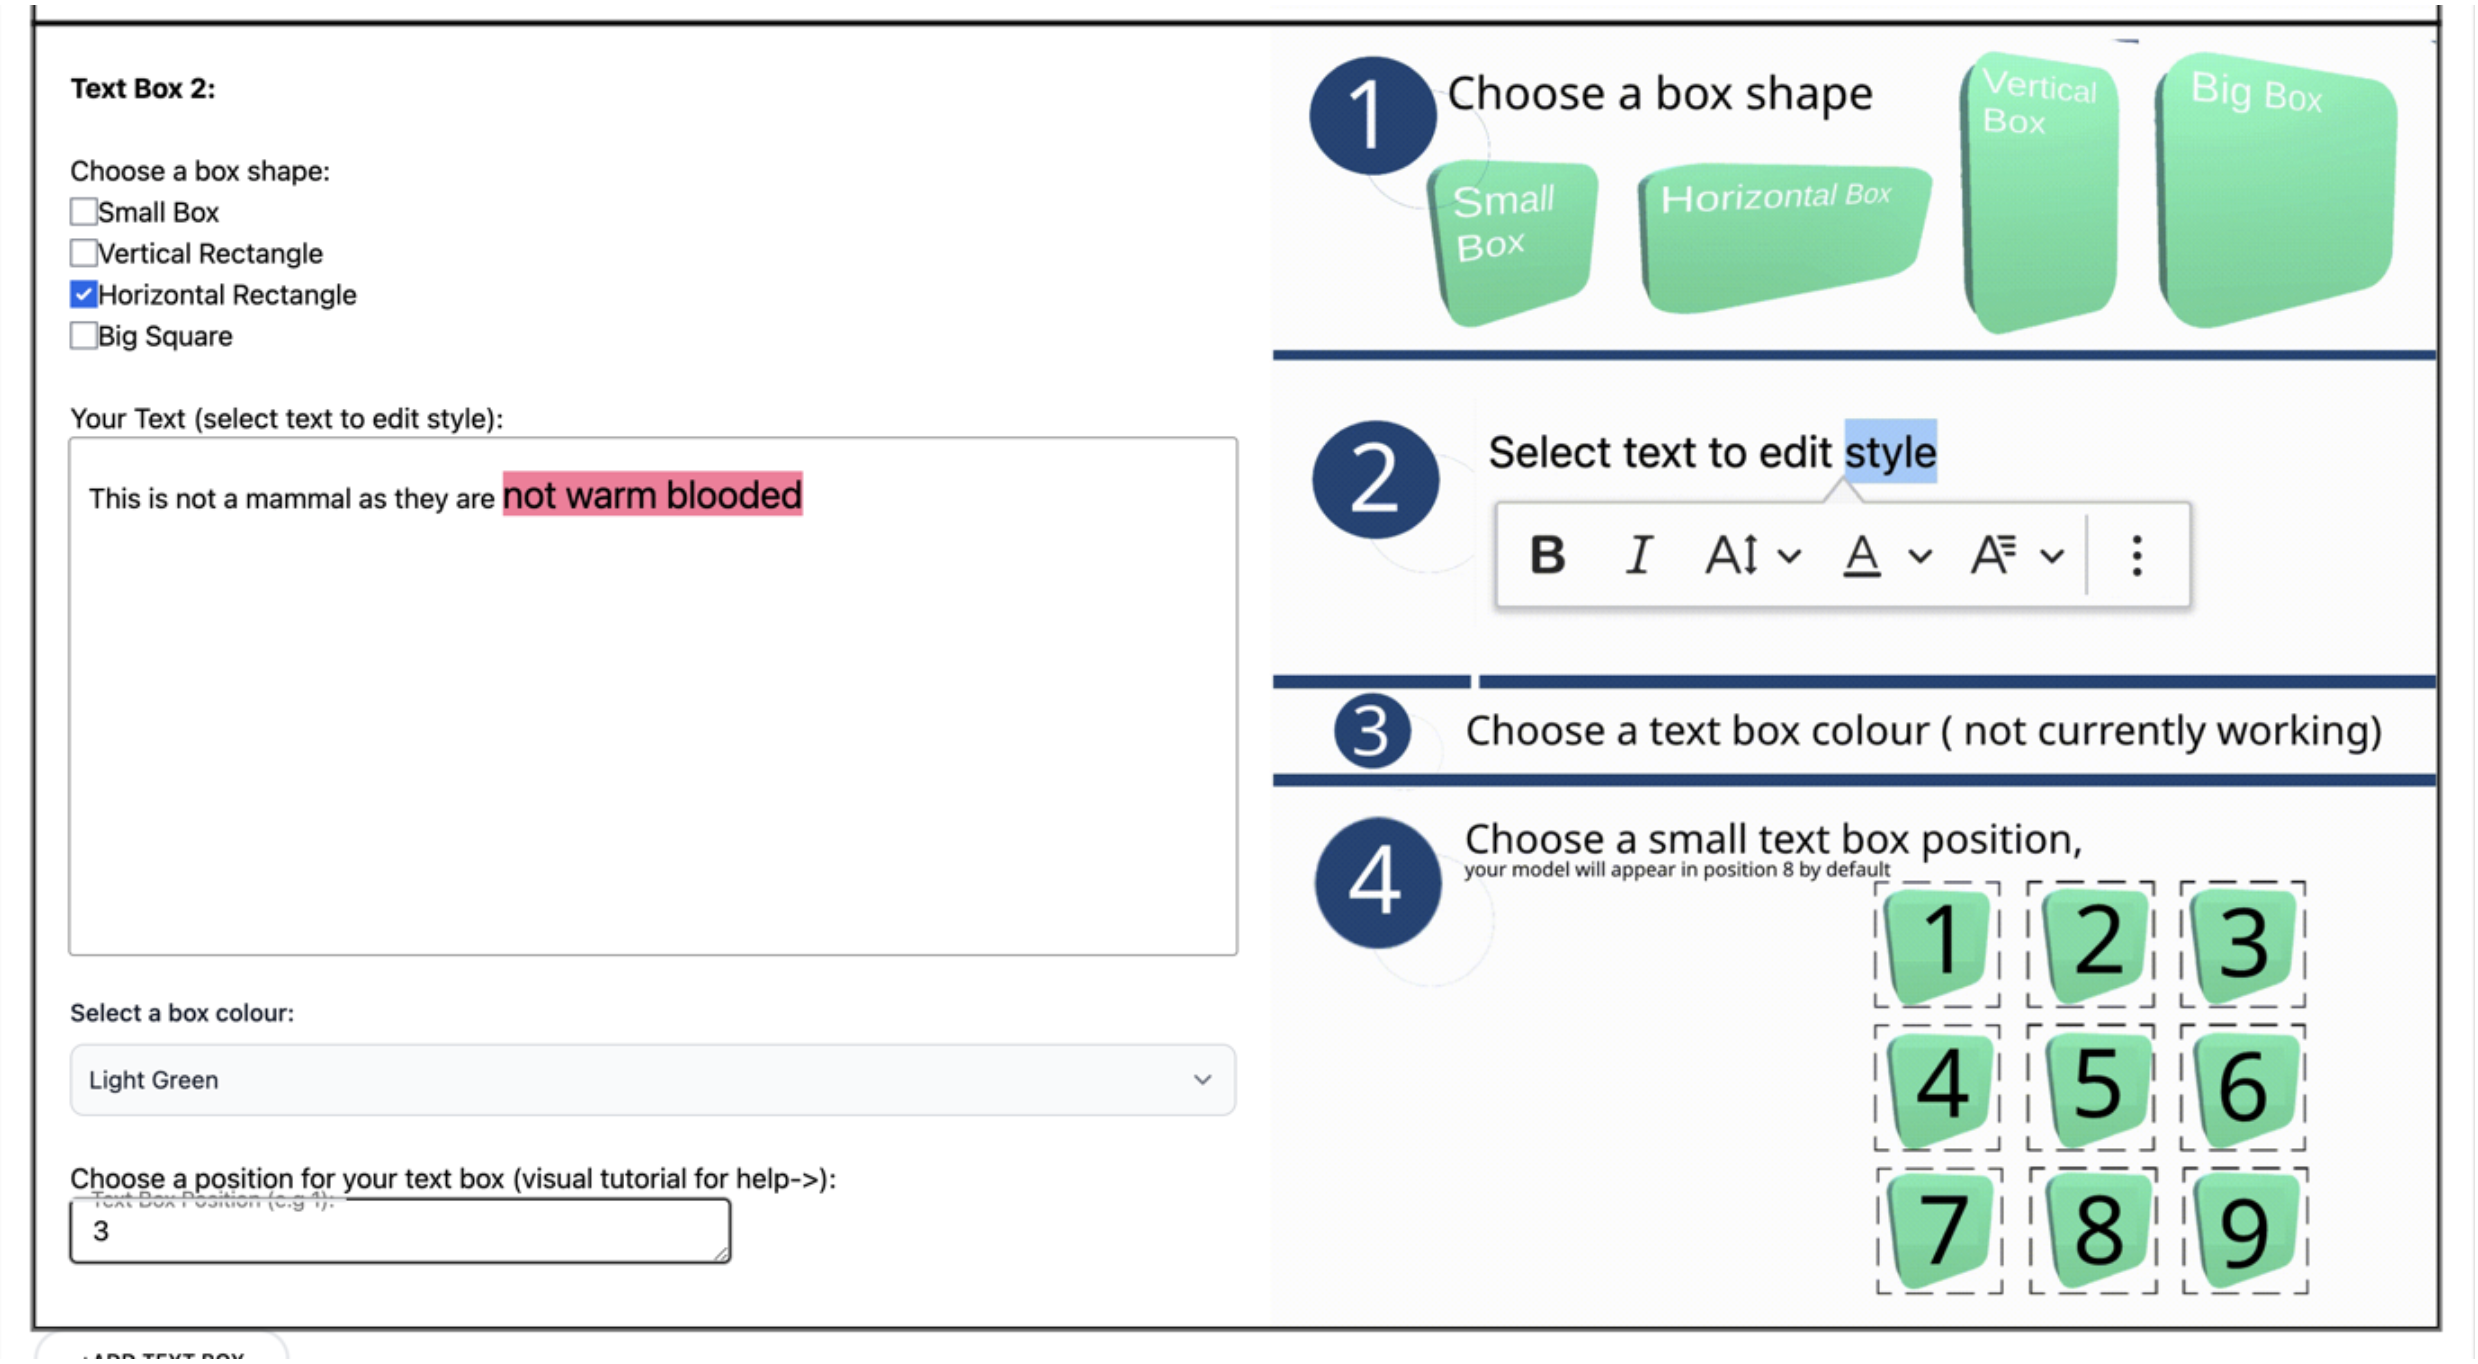 Text Box 2:
Choose a box shape:
Small Box
Vertical Rectangle
Horizontal Rectangle
Big Square
Your Text (select text to edit style):
This is not a mammal as they are not warm blooded
Select a box colour:
Light Green
Choose a position for your text box (visual tutorial for help->):
Text Box Position (e.g 1):
3
+ADD TEXT BOX
1
Choose a box shape
Small
Box
Horizontal Box
Vertical
Box
Big Box
2
Select text to edit style
B I A A A
3
Choose a text box colour ( not currently working)
4
Choose a small text box position,
your model will appear in position 8 by default
1 2 3
4 5 6
7 8 9